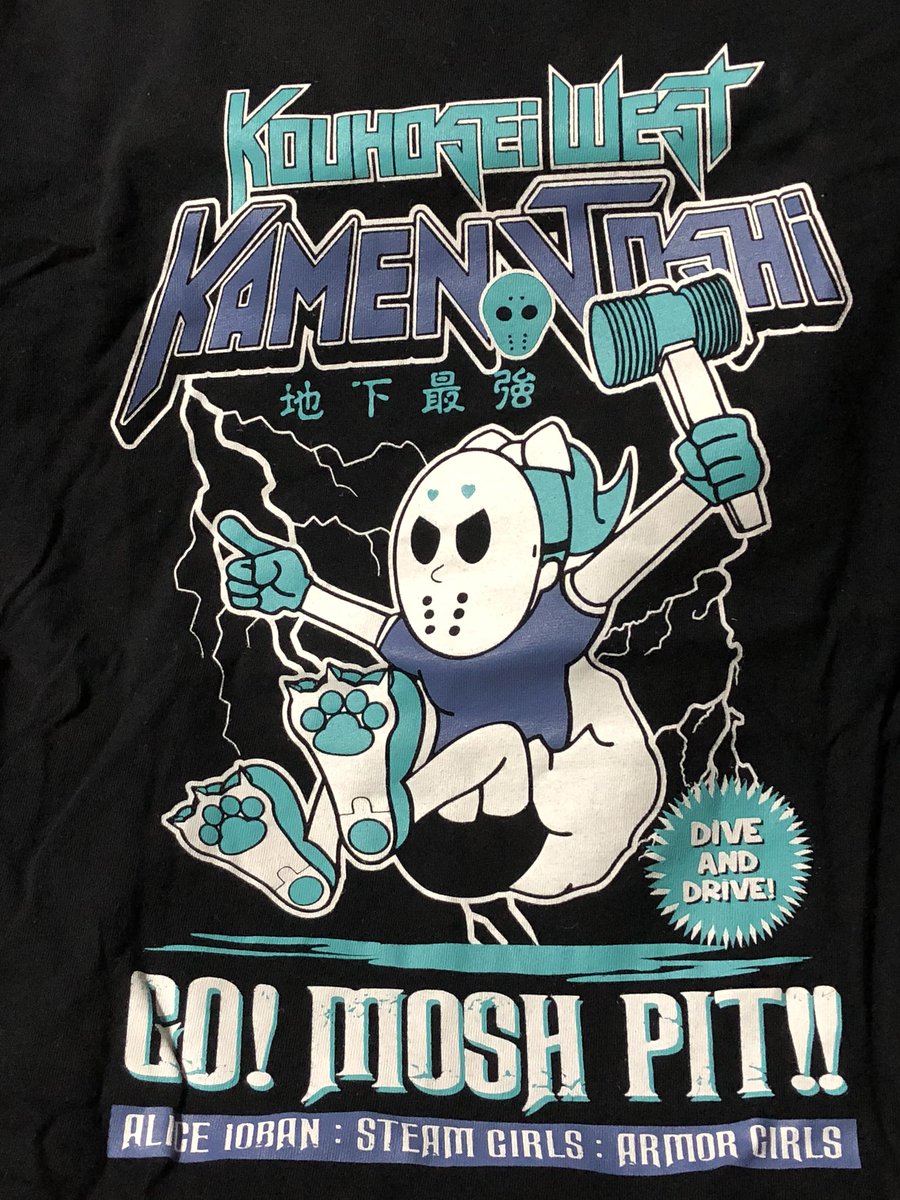 KOUHOSEi WEST
KAMEN JOSHi
地下最強
DIVE
AND
DRIVE!
GO! MOSH PIT!!
ALICE 10BAN : STEAM GIRLS : ARMOR GIRLS